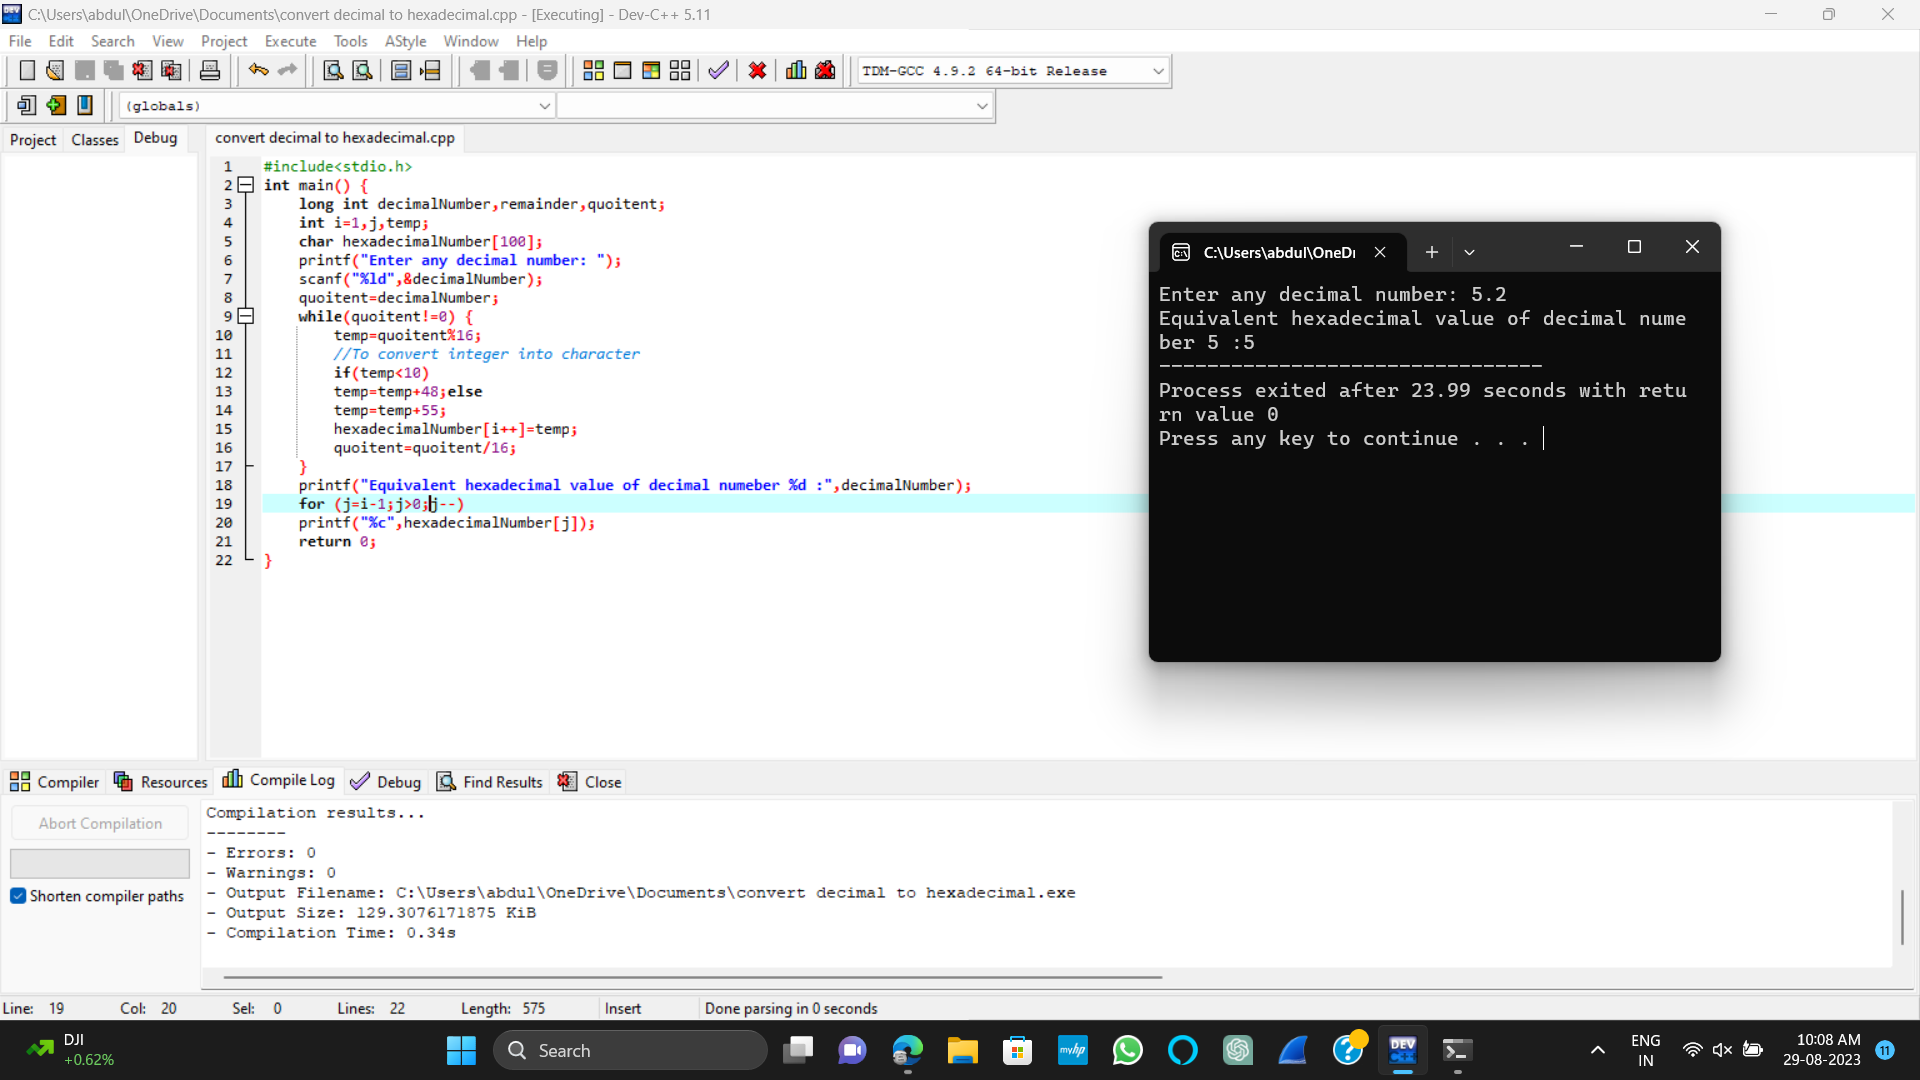 C:\Users\abdul\OneDrive\Documents\convert decimal to hexadecimal.cpp - [Executing] - Dev-C++ 5.11
File Edit Search View Project Execute Tools AStyle Window Help
TDM-GCC 4.9.2 64-bit Release
(globals)
Project Classes Debug
convert decimal to hexadecimal.cpp
1 #include<stdio.h>
2 int main() {
3 long int decimalNumber,remainder,quoitent;
4 int i=1,j,temp;
5 char hexadecimalNumber[100];
6 printf("Enter any decimal number: ");
7 scanf("%ld",&decimalNumber);
8 quoitent=decimalNumber;
9 while(quoitent!=0) {
10 temp=quoitent%16;
11 //To convert integer into character
12 if(temp<10)
13 temp=temp+48;else
14 temp=temp+55;
15 hexadecimalNumber[i++]=temp;
16 quoitent=quoitent/16;
17 }
18 printf("Equivalent hexadecimal value of decimal numeber %d :",decimalNumber);
19 for (j=i-1;j>0;j--)
20 printf("%c",hexadecimalNumber[j]);
21 return 0;
22 }
C:\Users\abdul\OneDr
Enter any decimal number: 5.2
Equivalent hexadecimal value of decimal nume
ber 5 :5
--------------------------------
Process exited after 23.99 seconds with retu
rn value 0
Press any key to continue . . .
Compiler Resources Compile Log Debug Find Results Close
Abort Compilation
Shorten compiler paths
Compilation results...
--------
- Errors: 0
- Warnings: 0
- Output Filename: C:\Users\abdul\OneDrive\Documents\convert decimal to hexadecimal.exe
- Output Size: 129.3076171875 KiB
- Compilation Time: 0.34s
Line: 19 Col: 20 Sel: 0 Lines: 22 Length: 575 Insert Done parsing in 0 seconds
DJI
+0.62%
Search
myhp
DEV
C++
ENG
IN
10:08 AM
29-08-2023
11